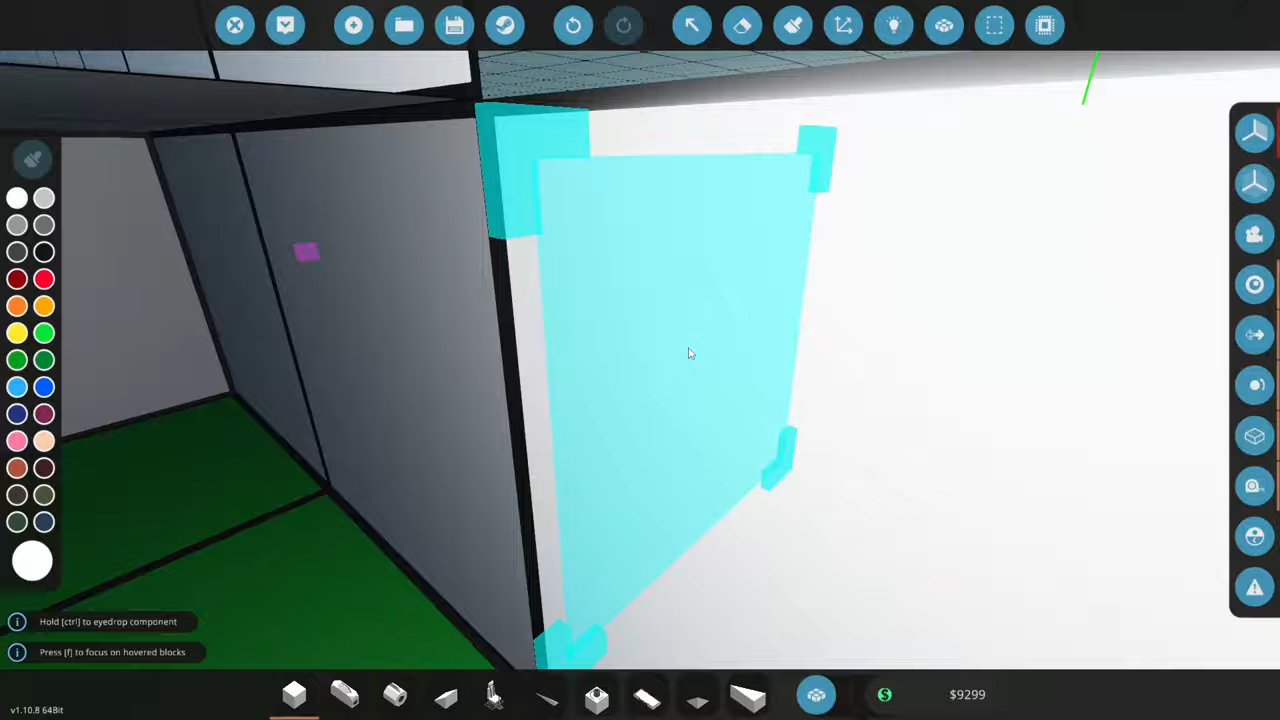 Hold [ctrl] to eyedrop component
Press [f] to focus on hovered blocks
v1.10.8 64Bit
$9299